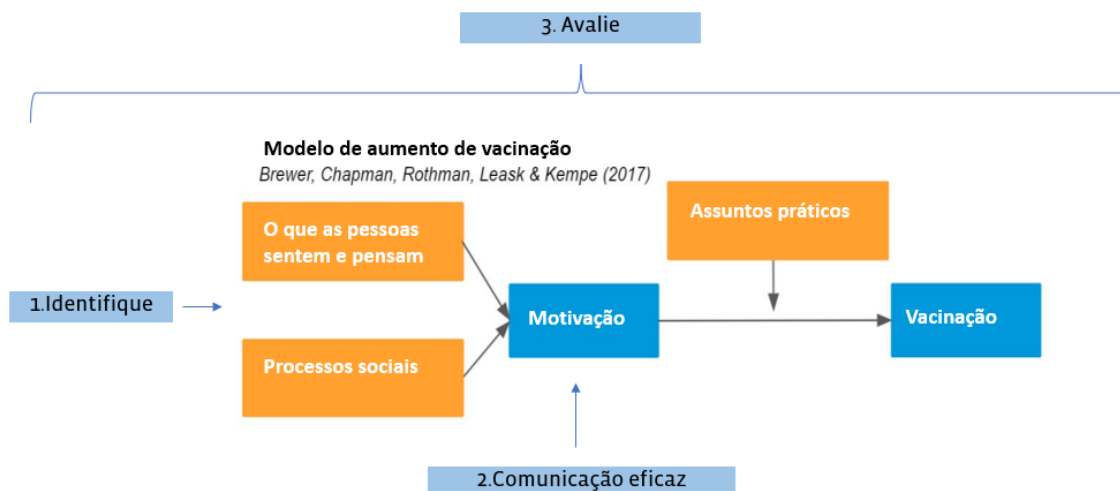 3. Avalie
Modelo de aumento de vacinação
Brewer, Chapman, Rothman, Leask & Kempe (2017)
O que as pessoas
sentem e pensam
Assuntos práticos
1.Identifique
Motivação
Vacinação
Processos sociais
2.Comunicação eficaz